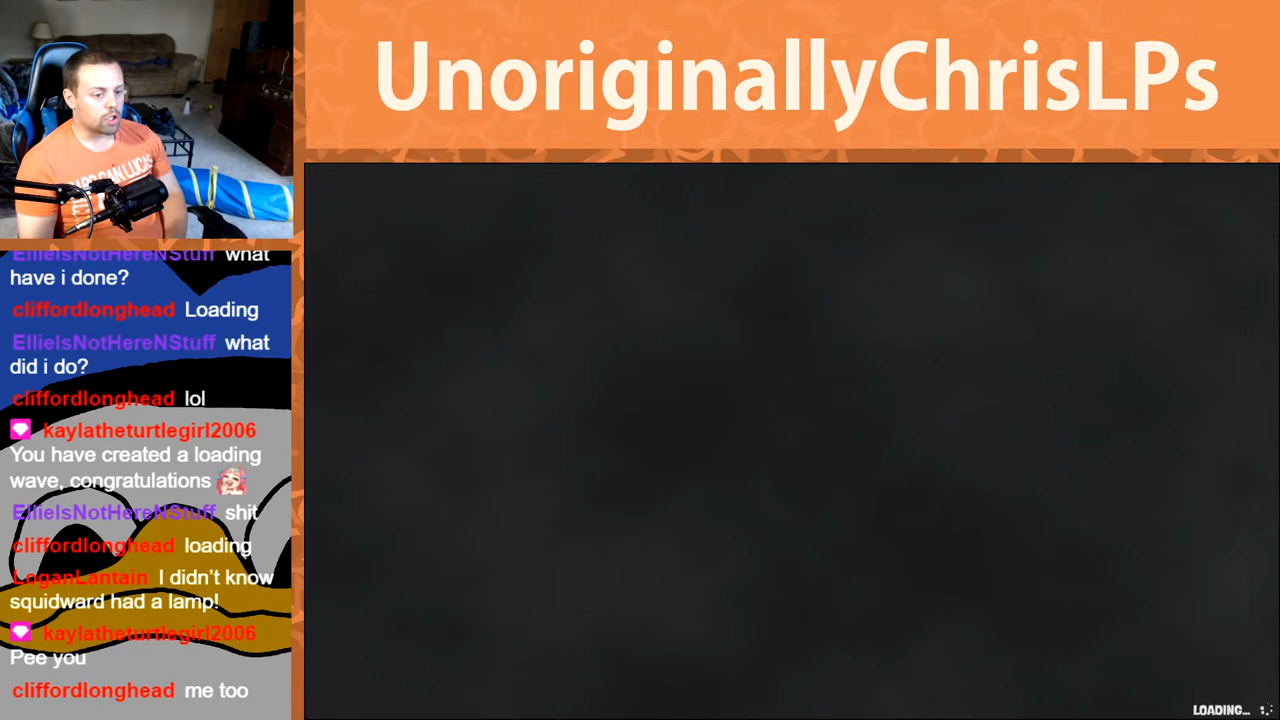 UnoriginallyChrisLPs
EllieIsNotHereNStuff what
have i done?
cliffordlonghead Loading
EllieIsNotHereNStuff what
did i do?
cliffordlonghead lol
kaylatheturtlegirl2006
You have created a loading
wave, congratulations
EllieIsNotHereNStuff shit
cliffordlonghead loading
LoganLantain I didn't know
squidward had a lamp!
kaylatheturtlegirl2006
Pee you
cliffordlonghead me too
LOADING...